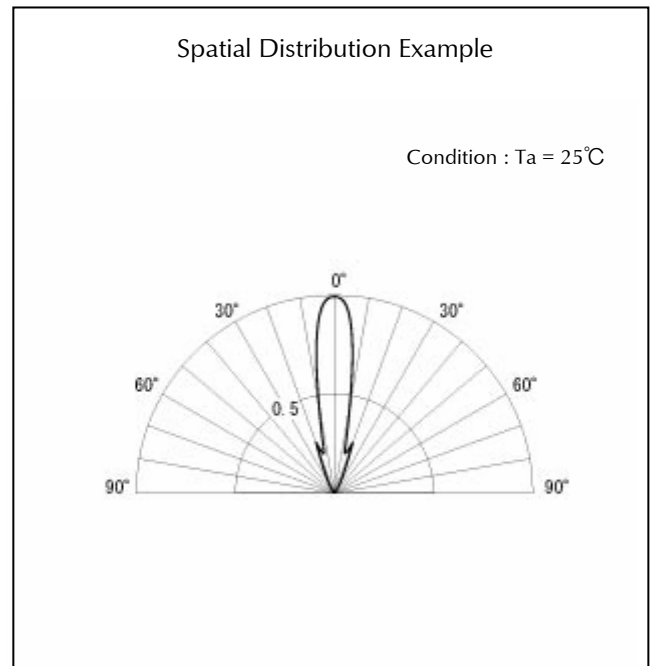 Spatial Distribution Example
Condition : Ta = 25℃
0°
30° 30°
60° 60°
0. 5
90° 90°